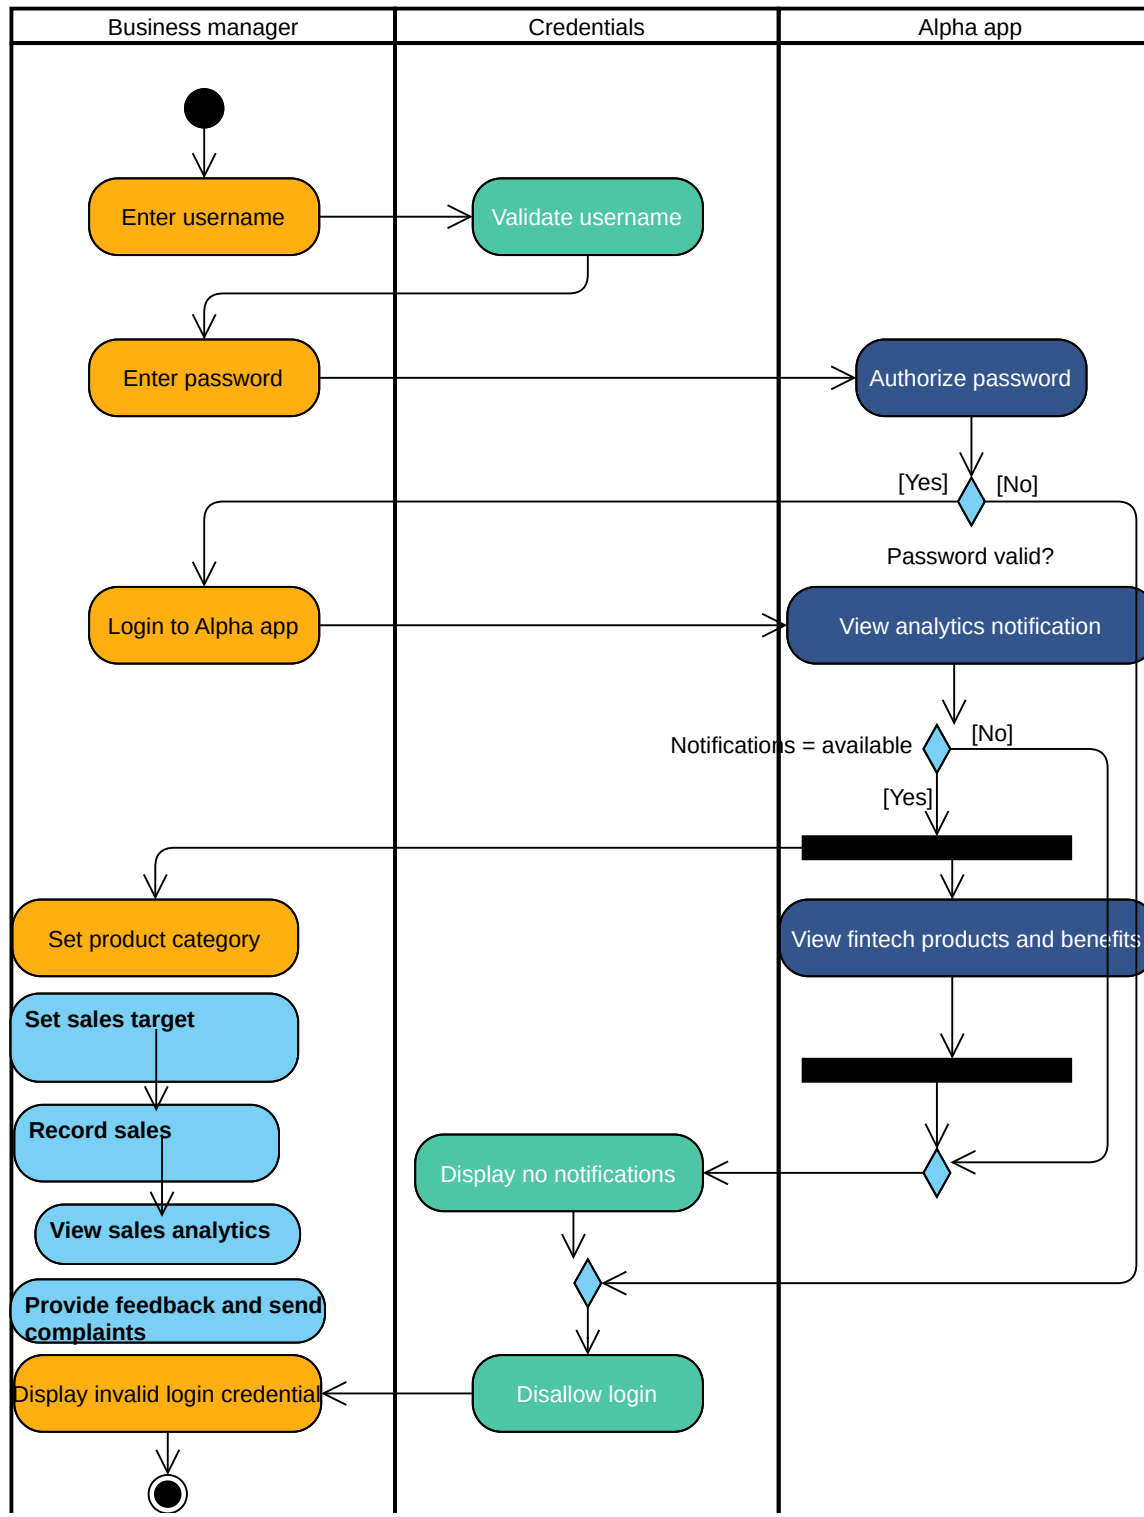 Business manager
Credentials
Alpha app
Enter username
Validate username
Enter password
Authorize password
[Yes]
[No]
Password valid?
Login to Alpha app
View analytics notification
Notifications = available
[No]
[Yes]
Set product category
View fintech products and benefits
Set sales target
Record sales
Display no notifications
View sales analytics
Provide feedback and send
complaints
Display invalid login credential
Disallow login